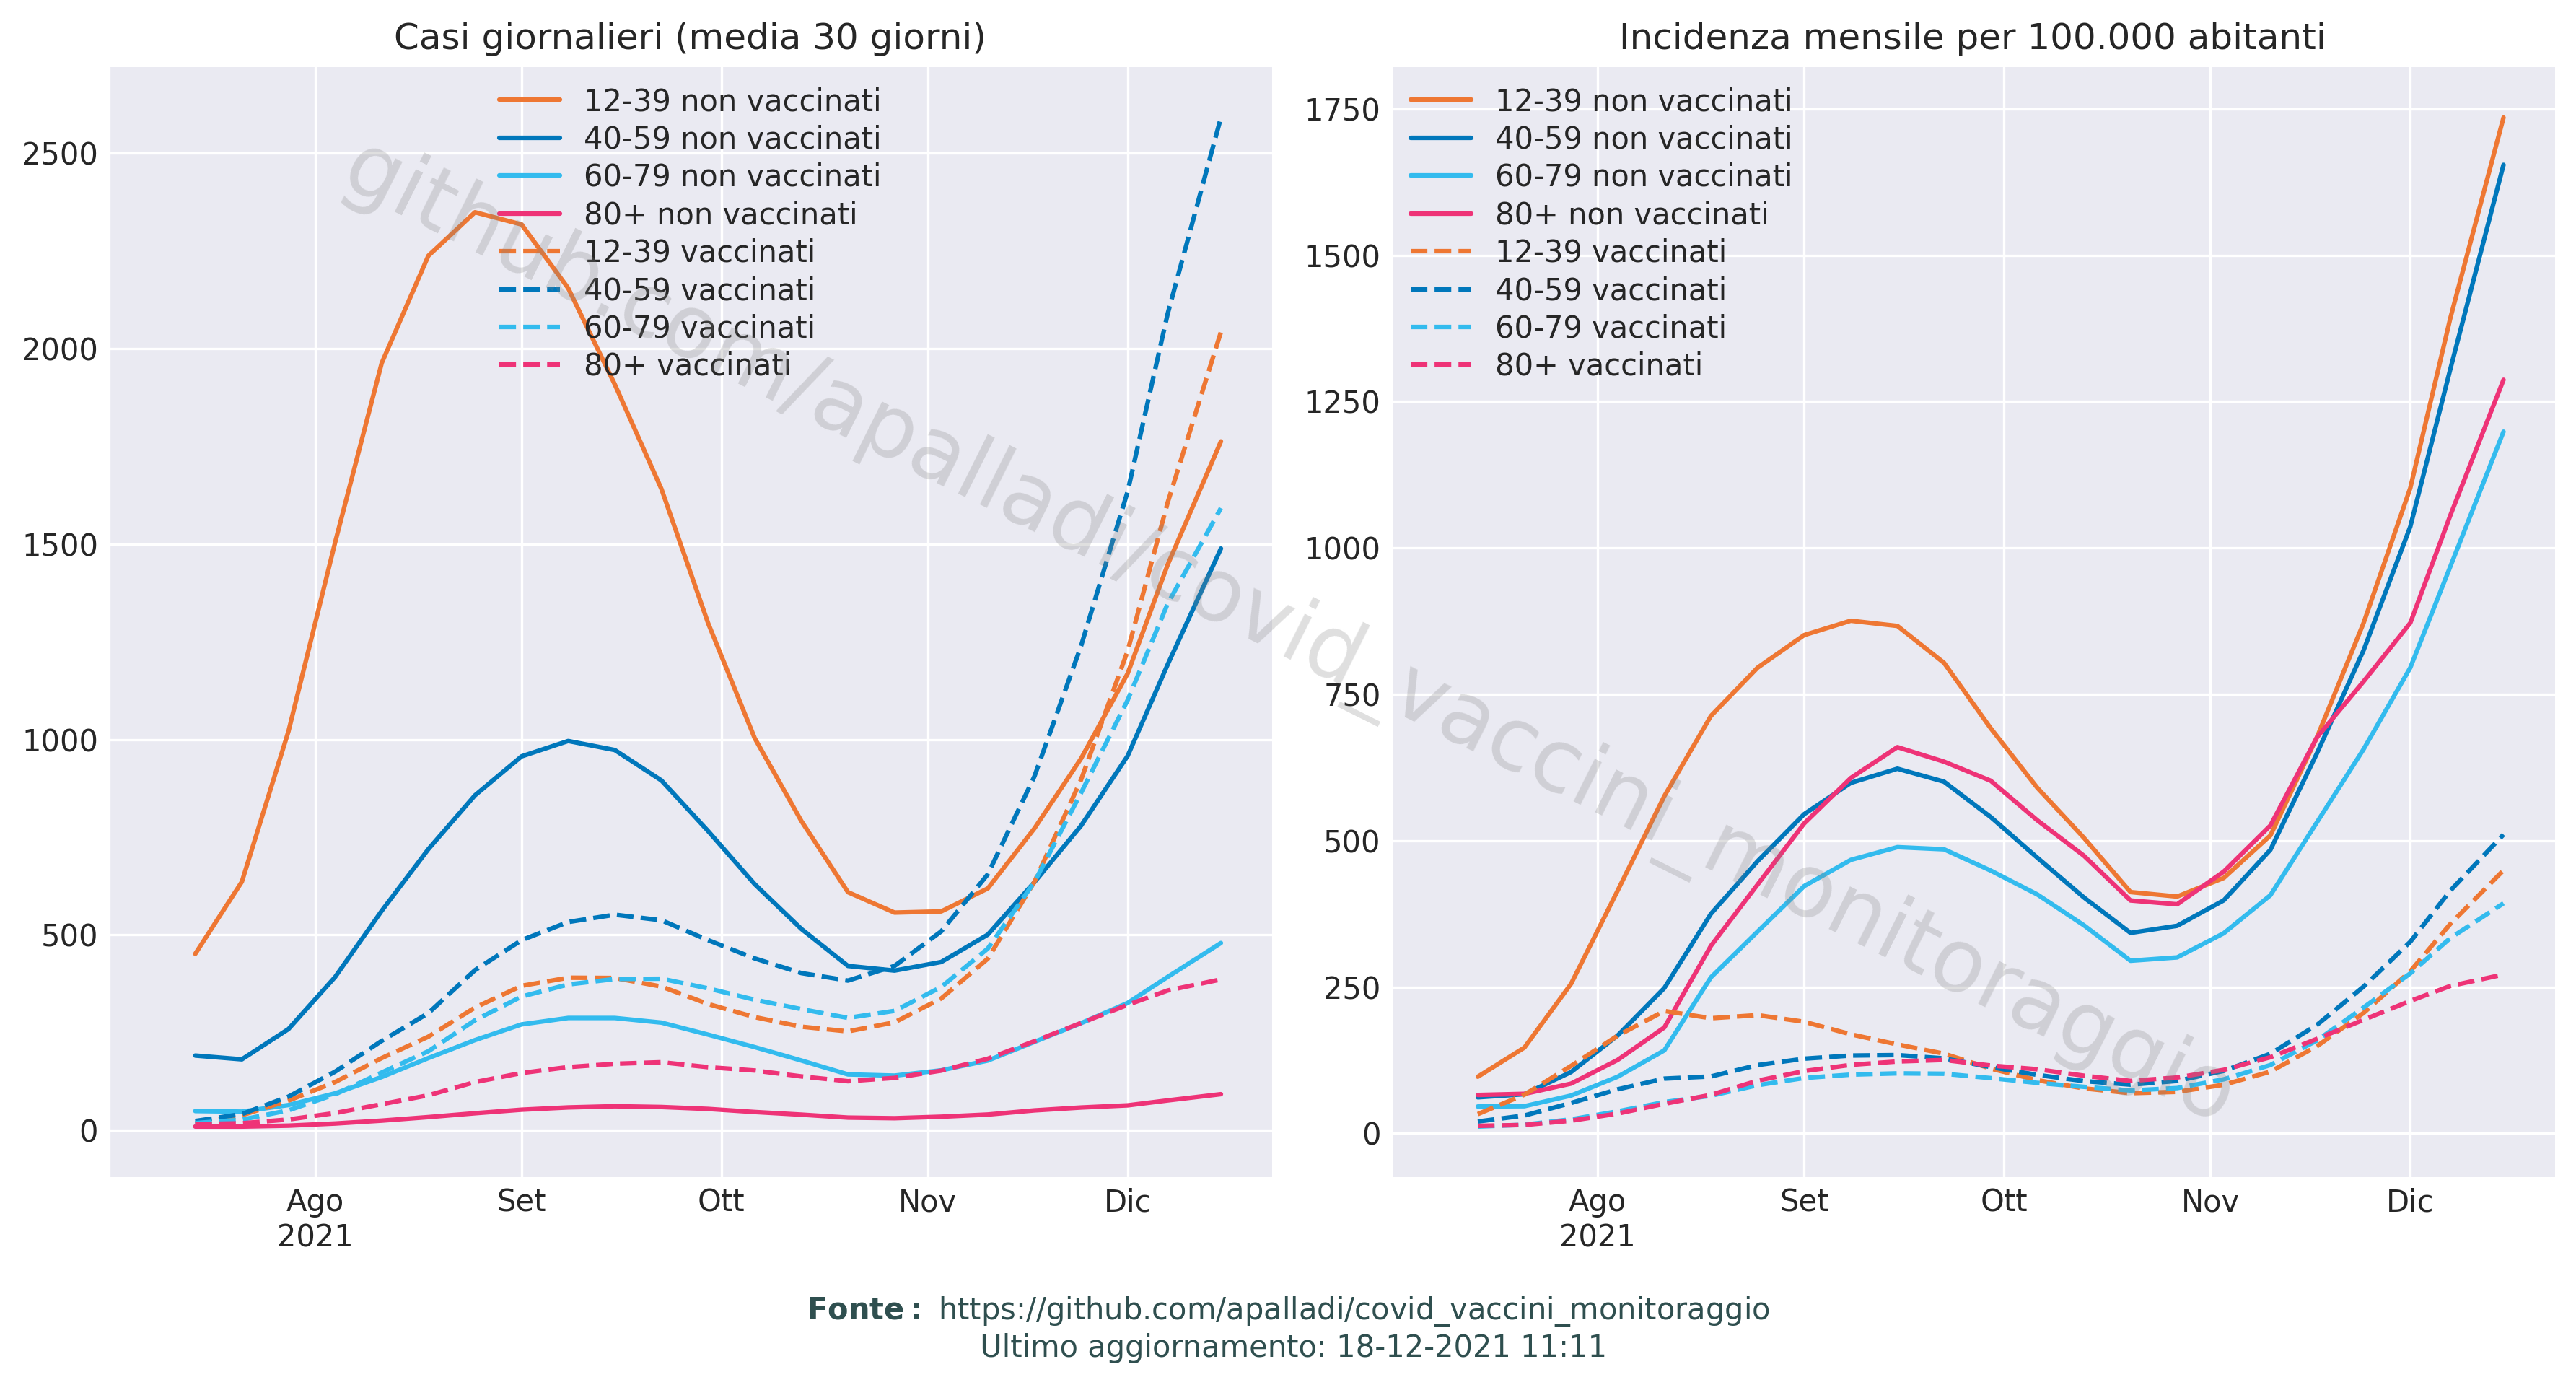 Casi giornalieri (media 30 giorni)
2500
2000
1500
1000
500
0
12-39 non vaccinati
40-59 non vaccinati
60-79 non vaccinati
80+ non vaccinati
12-39 vaccinati
40-59 vaccinati
60-79 vaccinati
80+ vaccinati
Ago Set Ott Nov Dic
2021
Incidenza mensile per 100.000 abitanti
1750
1500
1250
1000
750
500
250
0
12-39 non vaccinati
40-59 non vaccinati
60-79 non vaccinati
80+ non vaccinati
12-39 vaccinati
40-59 vaccinati
60-79 vaccinati
80+ vaccinati
Ago Set Ott Nov Dic
2021
github.com/apalladi/covid_vaccini_monitoraggio
Fonte: https://github.com/apalladi/covid_vaccini_monitoraggio
Ultimo aggiornamento: 18-12-2021 11:11